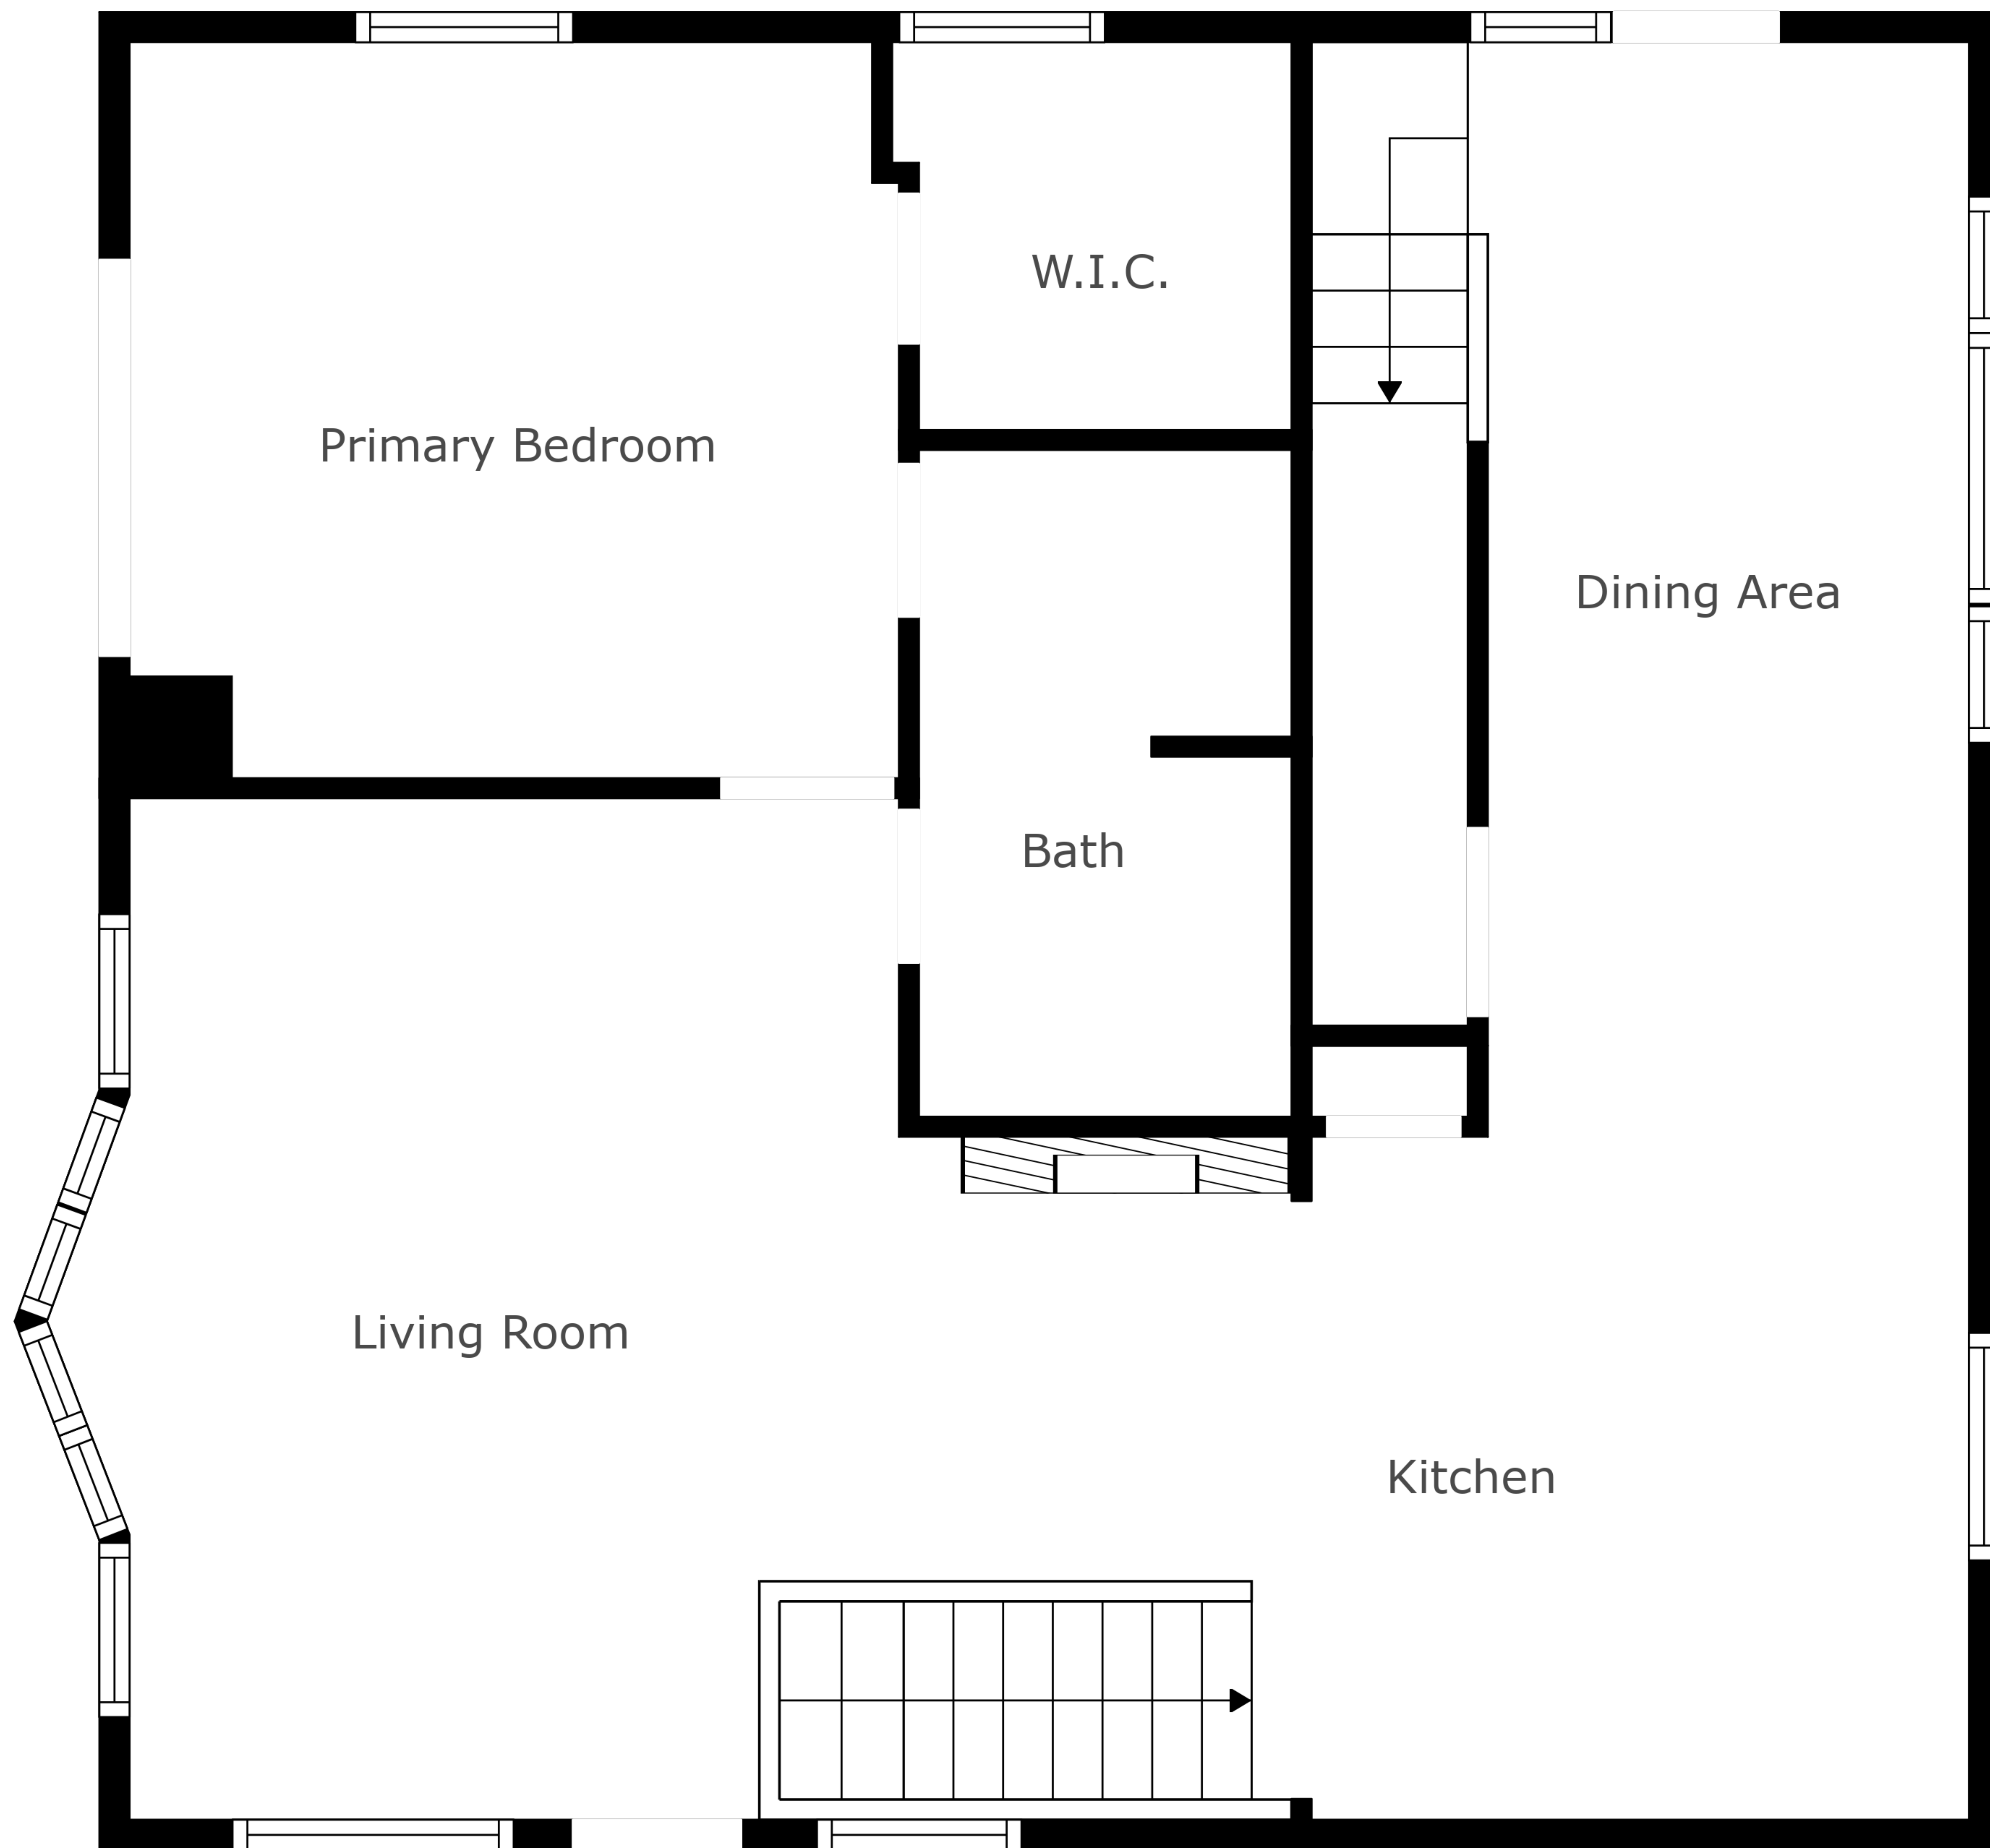 W.I.C.
Primary Bedroom
Dining Area
Bath
Living Room
Kitchen